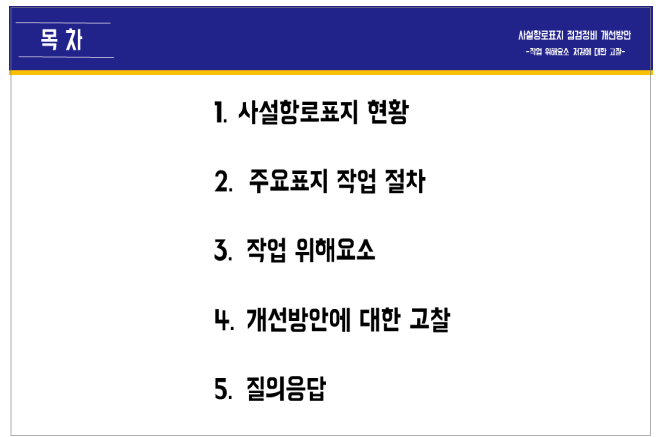 목 차
사설항로표지 점검정비 개선방안
-작업 위해요소 저감에 대한 고찰-
1. 사설항로표지 현황
2. 주요표지 작업 절차
3. 작업 위해요소
4. 개선방안에 대한 고찰
5. 질의응답